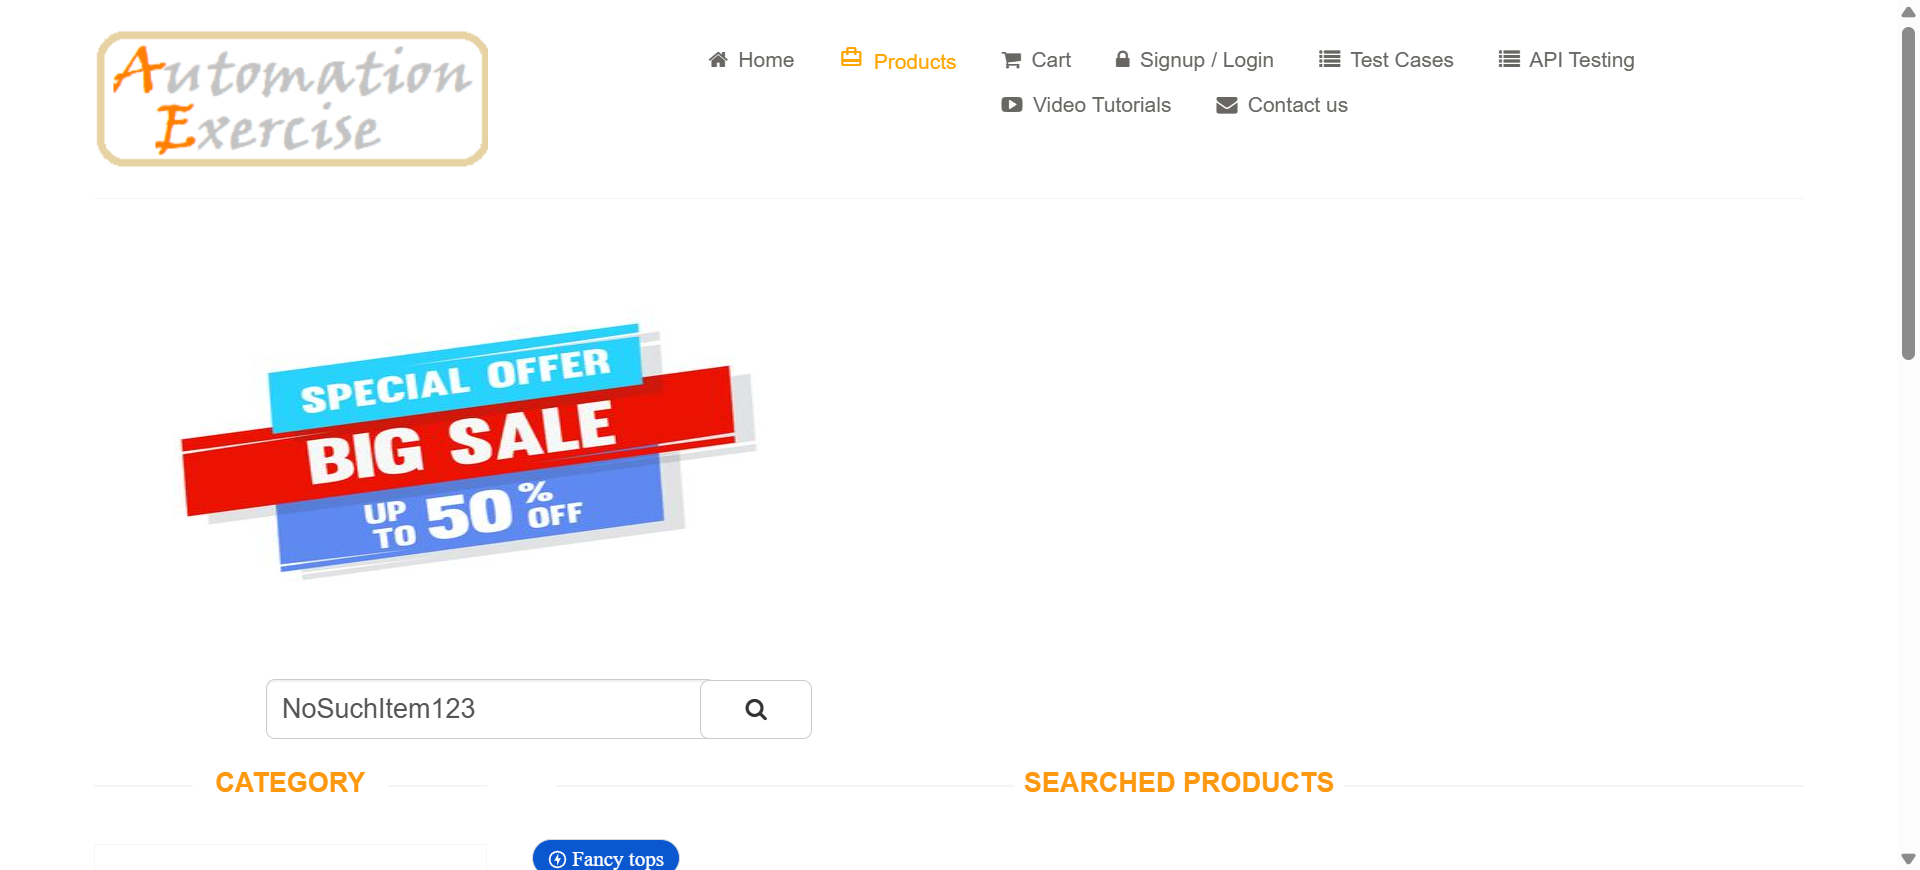 Automation
Exercise
Home
Products
Cart
Signup / Login
Test Cases
API Testing
Video Tutorials
Contact us
SPECIAL OFFER
BIG SALE
UP TO 50% OFF
NoSuchItem123
CATEGORY
SEARCHED PRODUCTS
Fancy tops